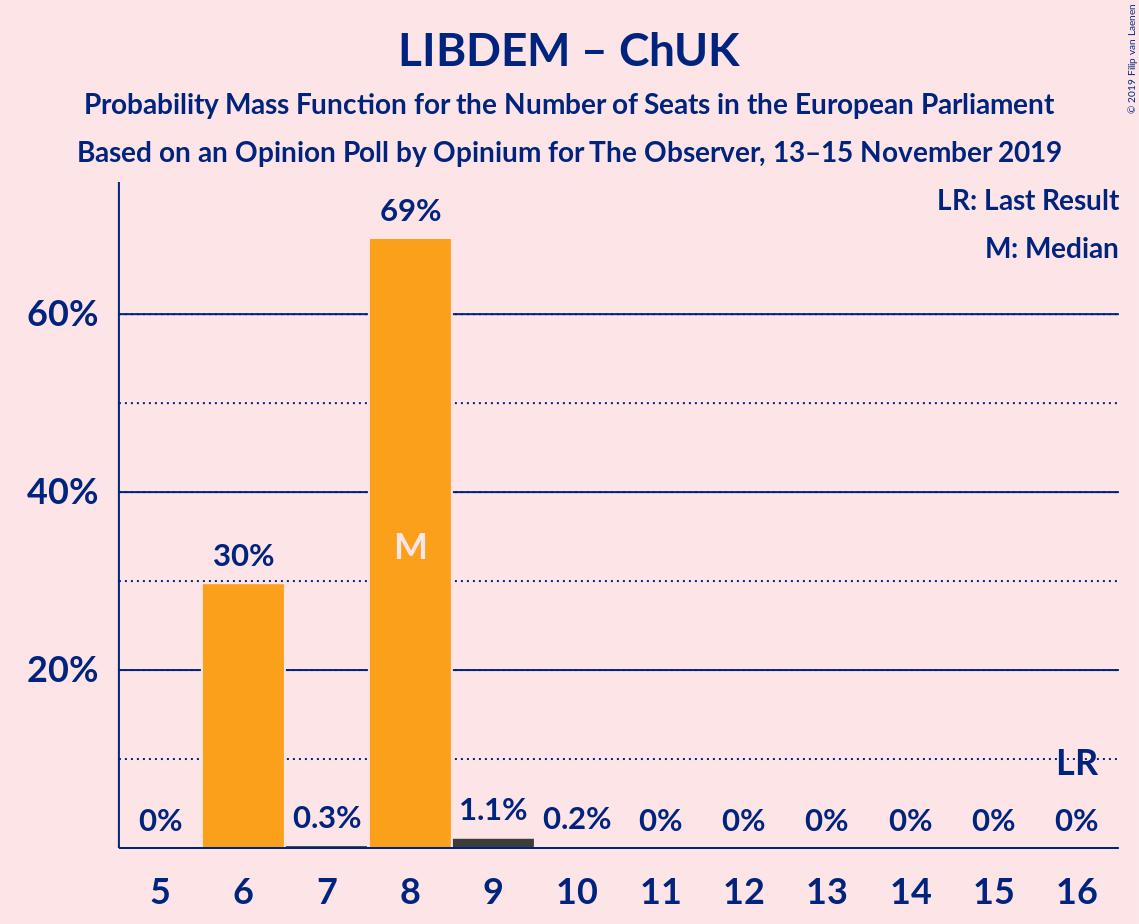 LIBDEM – ChUK
Probability Mass Function for the Number of Seats in the European Parliament
Based on an Opinion Poll by Opinium for The Observer, 13–15 November 2019
© 2019 Filip van Laenen
LR: Last Result
M: Median
69%
60%
M
40%
30%
20%
LR
0%
0.3%
1.1%
0.2%
0%
0%
0%
0%
0%
0%
5 6 7 8 9 10 11 12 13 14 15 16